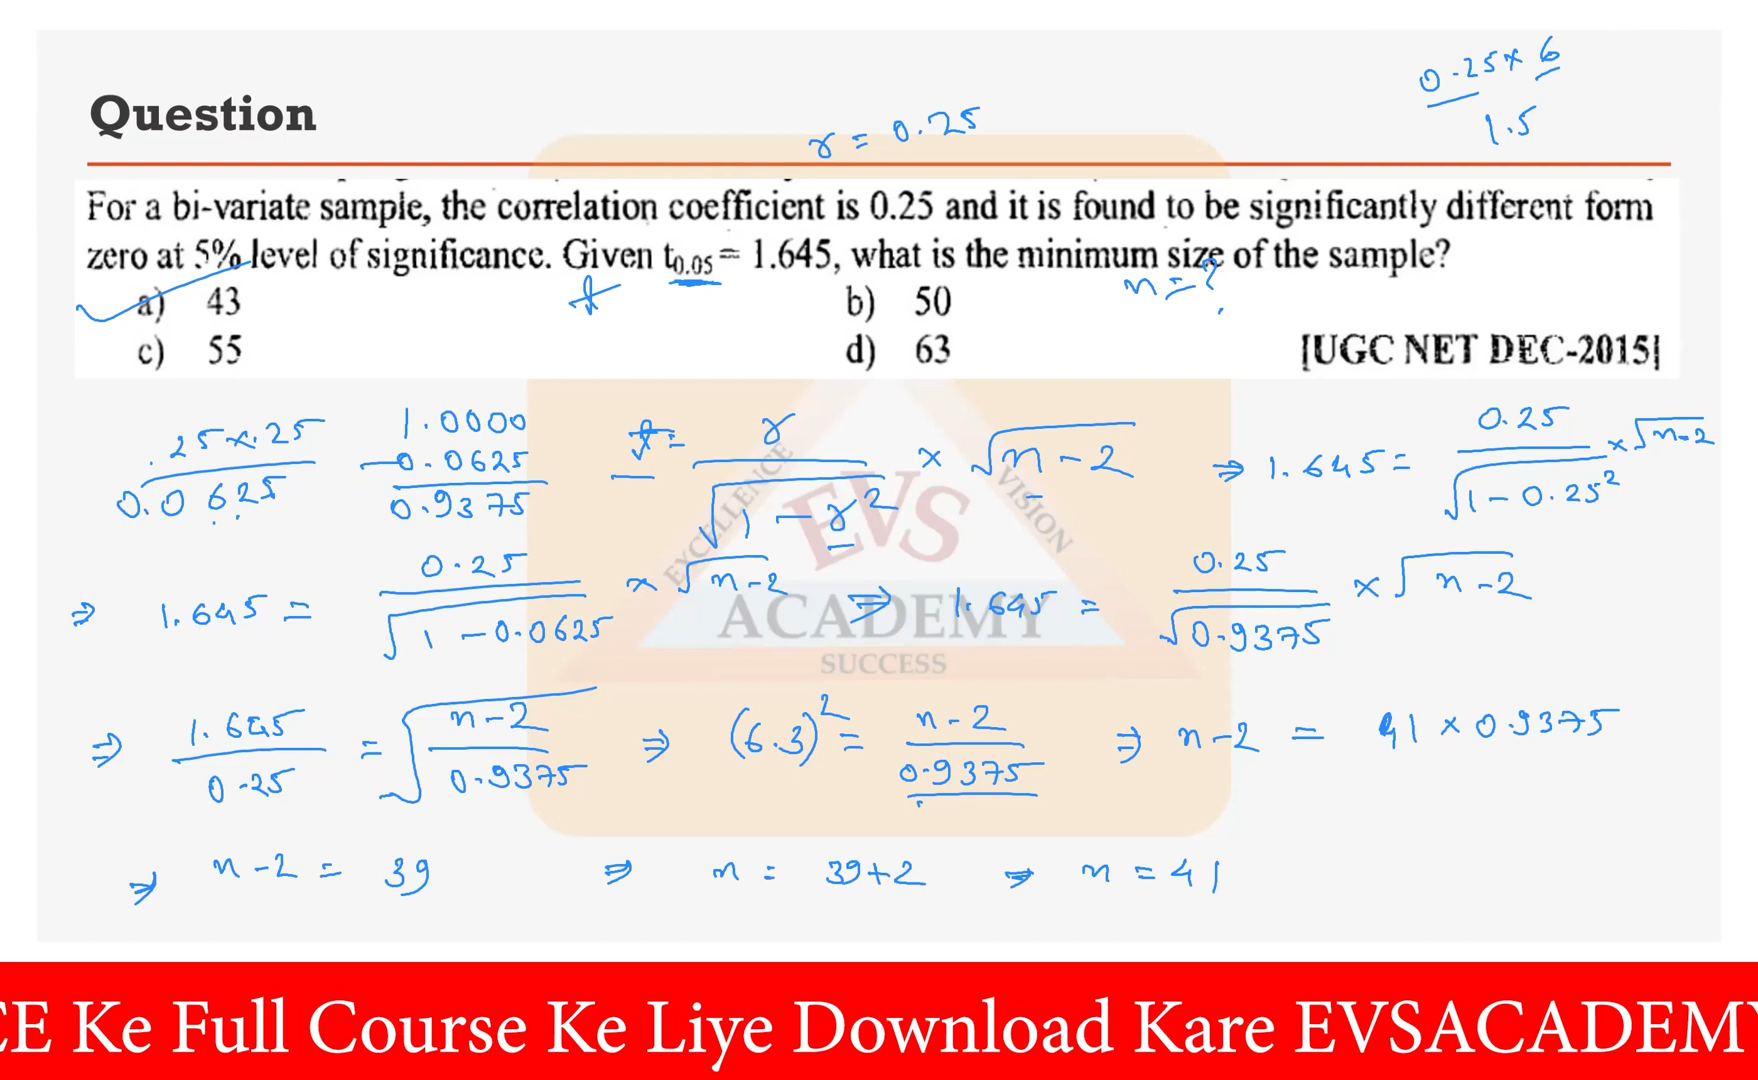 0.25 × 6
1.5
Question
r = 0.25
For a bi-variate sample, the correlation coefficient is 0.25 and it is found to be significantly different form
zero at 5% level of significance. Given t0.05 = 1.645, what is the minimum size of the sample?
n = ?
a) 43
t
b) 50
c) 55
d) 63
[UGC NET DEC-2015]
.25 × .25
0.0625
1.0000
-0.0625
0.9375
t = r / √(1 - r²) × √(n-2)
⇒ 1.645 = 0.25 / √(1 - 0.25²) × √(n-2)
⇒ 1.645 = 0.25 / √(1 - 0.0625) × √(n-2)
⇒ 1.645 = 0.25 / √0.9375 × √(n-2)
⇒ 1.645 / 0.25 = √((n-2) / 0.9375)
⇒ (6.3)² = (n-2) / 0.9375
⇒ n-2 = 41 × 0.9375
⇒ n-2 = 39
⇒ n = 39+2
⇒ n = 41
EXCELLENCE
VISION
EVS
ACADEMY
SUCCESS
CE Ke Full Course Ke Liye Download Kare EVSACADEMY